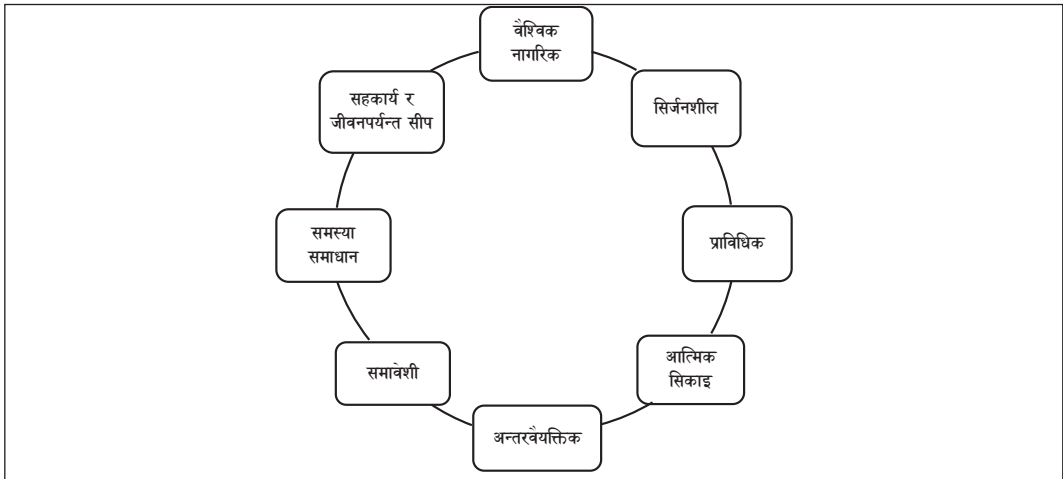 वैश्विक
नागरिक
सिर्जनशील
प्राविधिक
आत्मिक
सिकाइ
अन्तरवैयक्तिक
समावेशी
समस्या
समाधान
सहकार्य र
जीवनपर्यन्त सीप